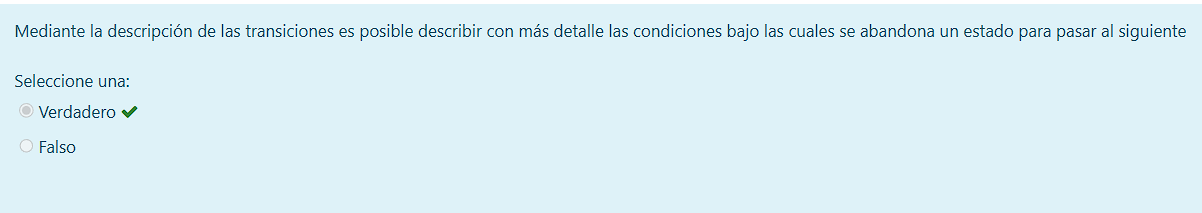 Mediante la descripción de las transiciones es posible describir con más detalle las condiciones bajo las cuales se abandona un estado para pasar al siguiente
Seleccione una:
Verdadero
Falso